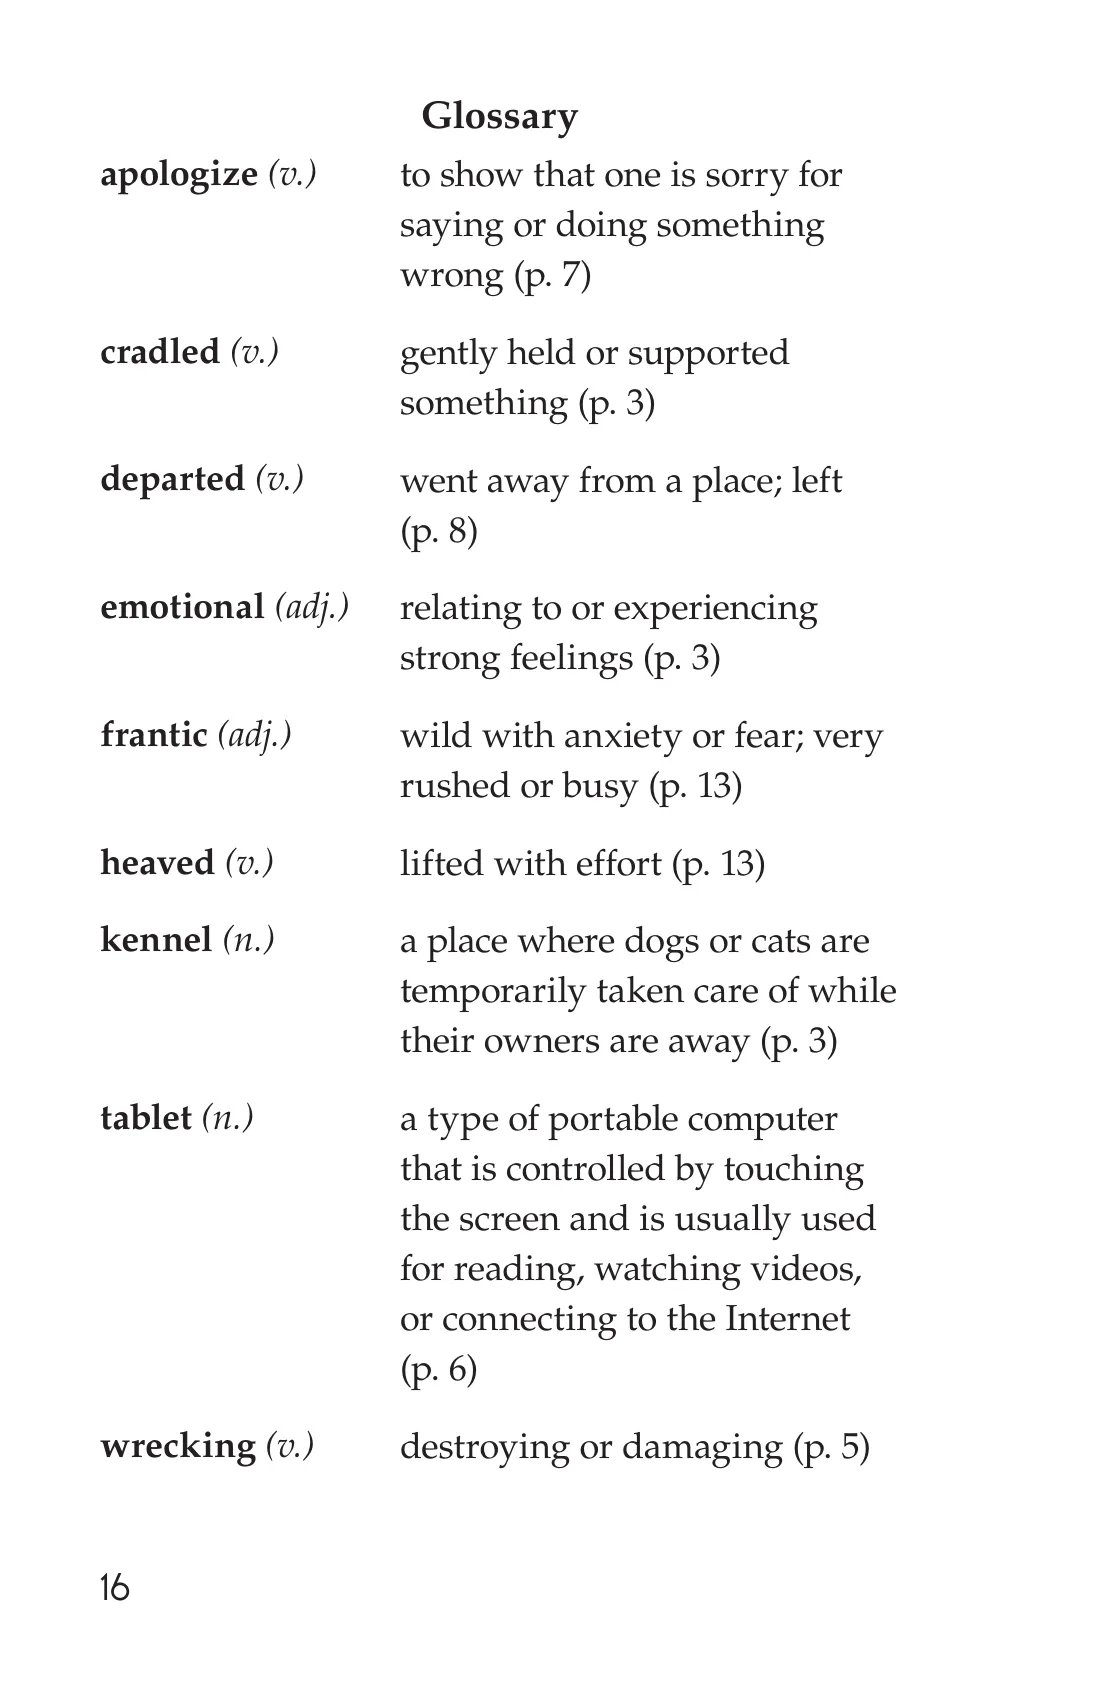 Glossary
apologize (v.) to show that one is sorry for
saying or doing something
wrong (p. 7)
cradled (v.) gently held or supported
something (p. 3)
departed (v.) went away from a place; left
(p. 8)
emotional (adj.) relating to or experiencing
strong feelings (p. 3)
frantic (adj.) wild with anxiety or fear; very
rushed or busy (p. 13)
heaved (v.) lifted with effort (p. 13)
kennel (n.) a place where dogs or cats are
temporarily taken care of while
their owners are away (p. 3)
tablet (n.) a type of portable computer
that is controlled by touching
the screen and is usually used
for reading, watching videos,
or connecting to the Internet
(p. 6)
wrecking (v.) destroying or damaging (p. 5)
16